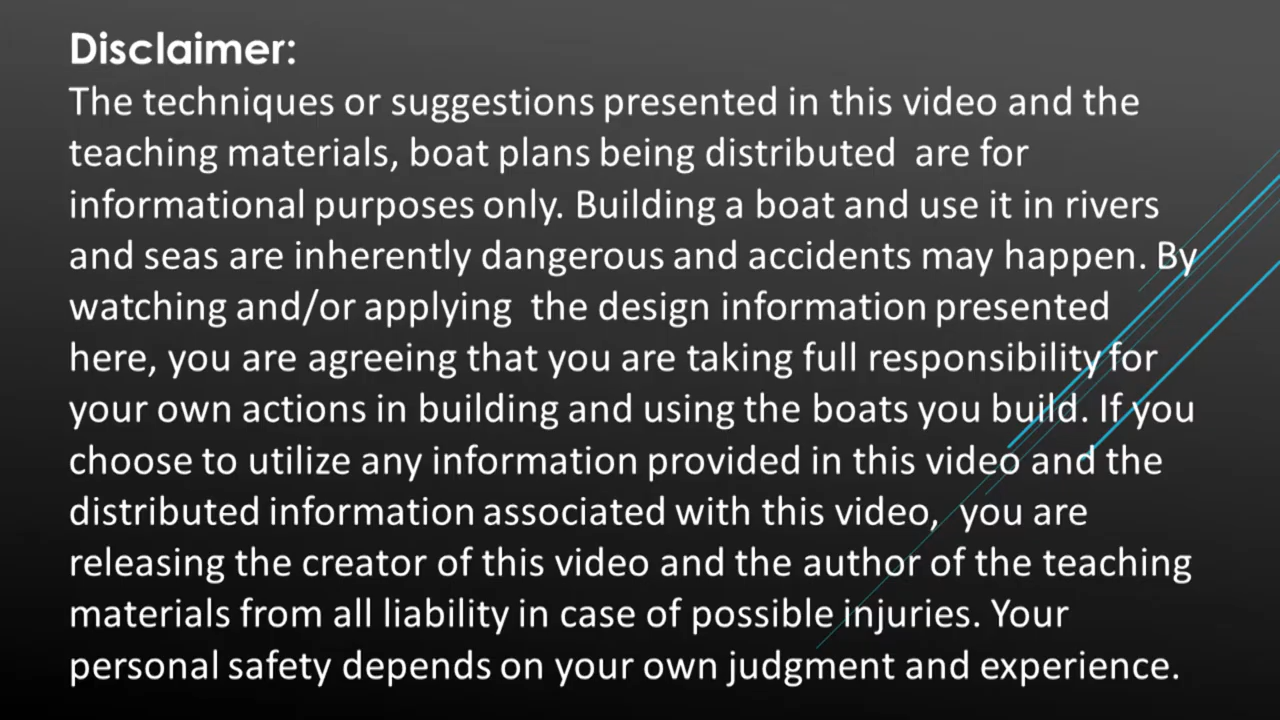 Disclaimer:
The techniques or suggestions presented in this video and the
teaching materials, boat plans being distributed  are for
informational purposes only. Building a boat and use it in rivers
and seas are inherently dangerous and accidents may happen. By
watching and/or applying  the design information presented
here, you are agreeing that you are taking full responsibility for
your own actions in building and using the boats you build. If you
choose to utilize any information provided in this video and the
distributed information associated with this video,  you are
releasing the creator of this video and the author of the teaching
materials from all liability in case of possible injuries. Your
personal safety depends on your own judgment and experience.